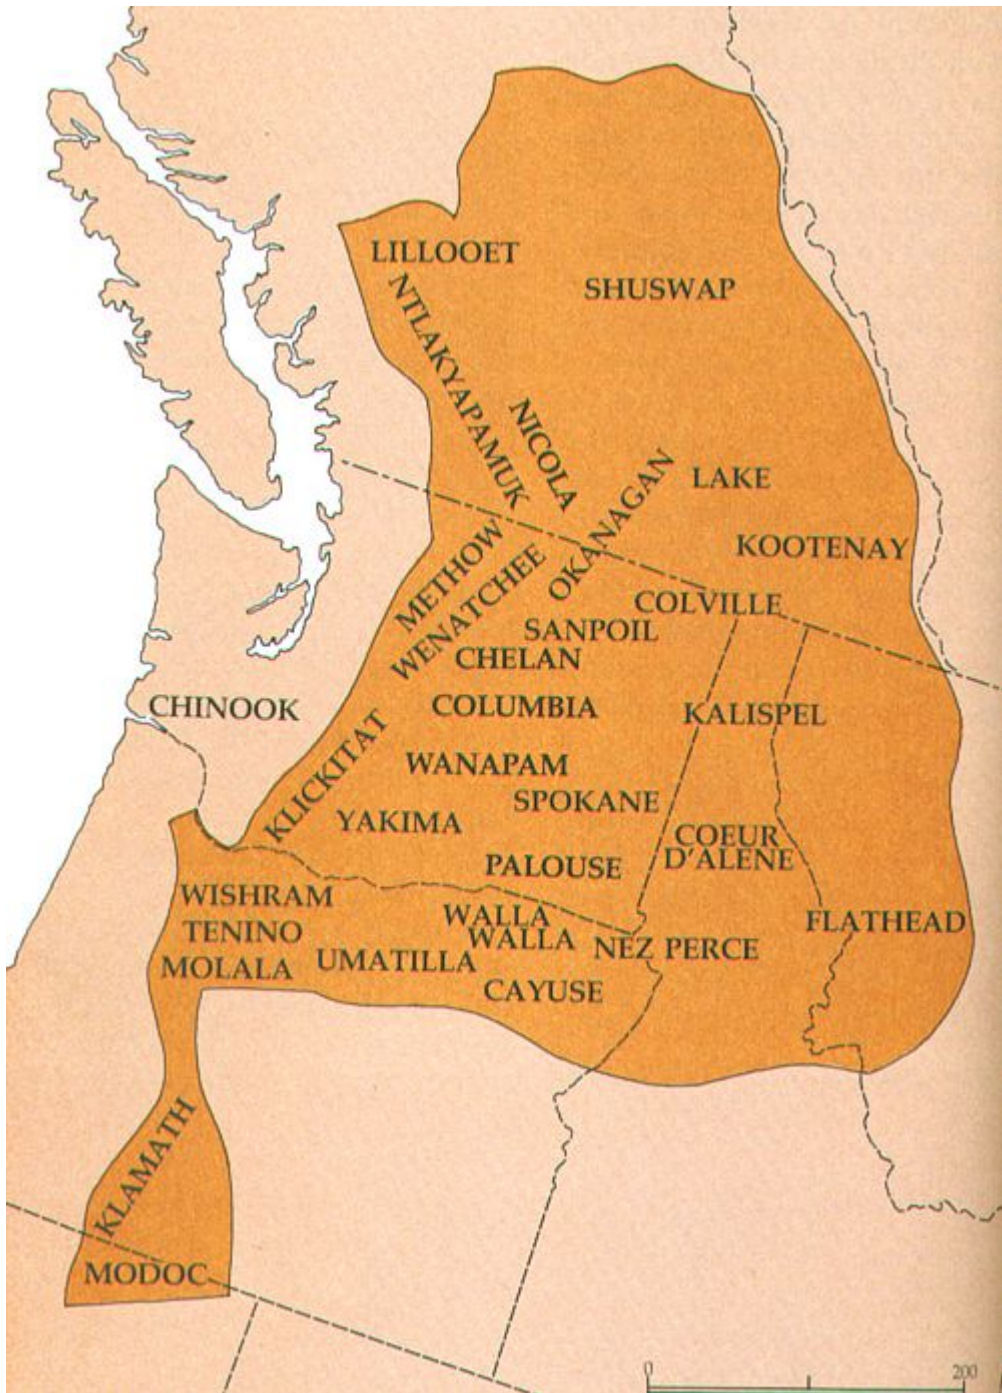 LILLOOET
SHUSWAP
NTLAKYAPAMUK
NICOLA
OKANAGAN
LAKE
KOOTENAY
METHOW
WENATCHEE
COLVILLE
SANPOIL
CHELAN
CHINOOK
COLUMBIA
KALISPEL
KLICKITAT
WANAPAM
SPOKANE
YAKIMA
COEUR
D'ALENE
PALOUSE
WISHRAM
WALLA
WALLA
FLATHEAD
TENINO
NEZ PERCE
MOLALA
UMATILLA
CAYUSE
KLAMATH
MODOC
0
200